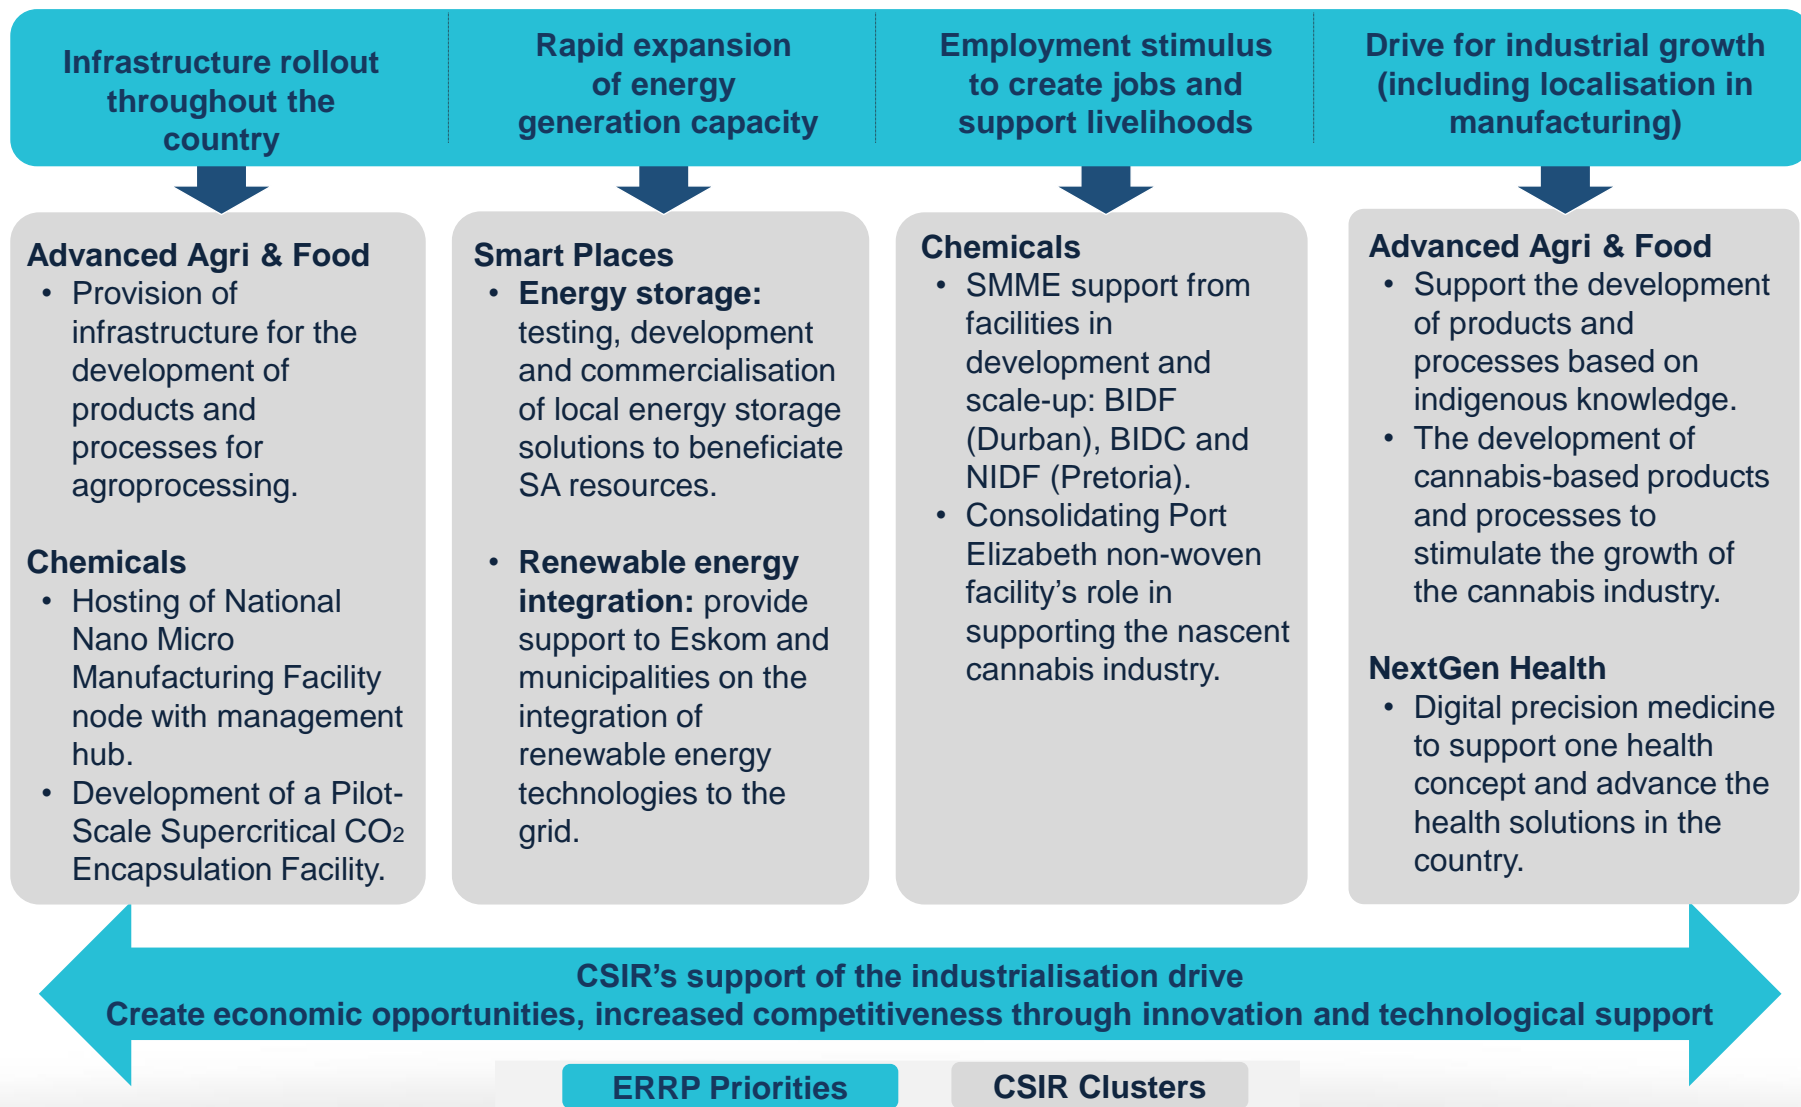 Infrastructure rollout
throughout the
country
Rapid expansion
of energy
generation capacity
Employment stimulus
to create jobs and
support livelihoods
Drive for industrial growth
(including localisation in
manufacturing)
Advanced Agri & Food
• Provision of
infrastructure for the
development of
products and
processes for
agroprocessing.
Chemicals
• Hosting of National
Nano Micro
Manufacturing Facility
node with management
hub.
• Development of a Pilot-
Scale Supercritical CO2
Encapsulation Facility.
Smart Places
• Energy storage:
testing, development
and commercialisation
of local energy storage
solutions to beneficiate
SA resources.
• Renewable energy
integration: provide
support to Eskom and
municipalities on the
integration of
renewable energy
technologies to the
grid.
Chemicals
• SMME support from
facilities in
development and
scale-up: BIDF
(Durban), BIDC and
NIDF (Pretoria).
• Consolidating Port
Elizabeth non-woven
facility’s role in
supporting the nascent
cannabis industry.
Advanced Agri & Food
• Support the development
of products and
processes based on
indigenous knowledge.
• The development of
cannabis-based products
and processes to
stimulate the growth of
the cannabis industry.
NextGen Health
• Digital precision medicine
to support one health
concept and advance the
health solutions in the
country.
CSIR’s support of the industrialisation drive
Create economic opportunities, increased competitiveness through innovation and technological support
ERRP Priorities
CSIR Clusters